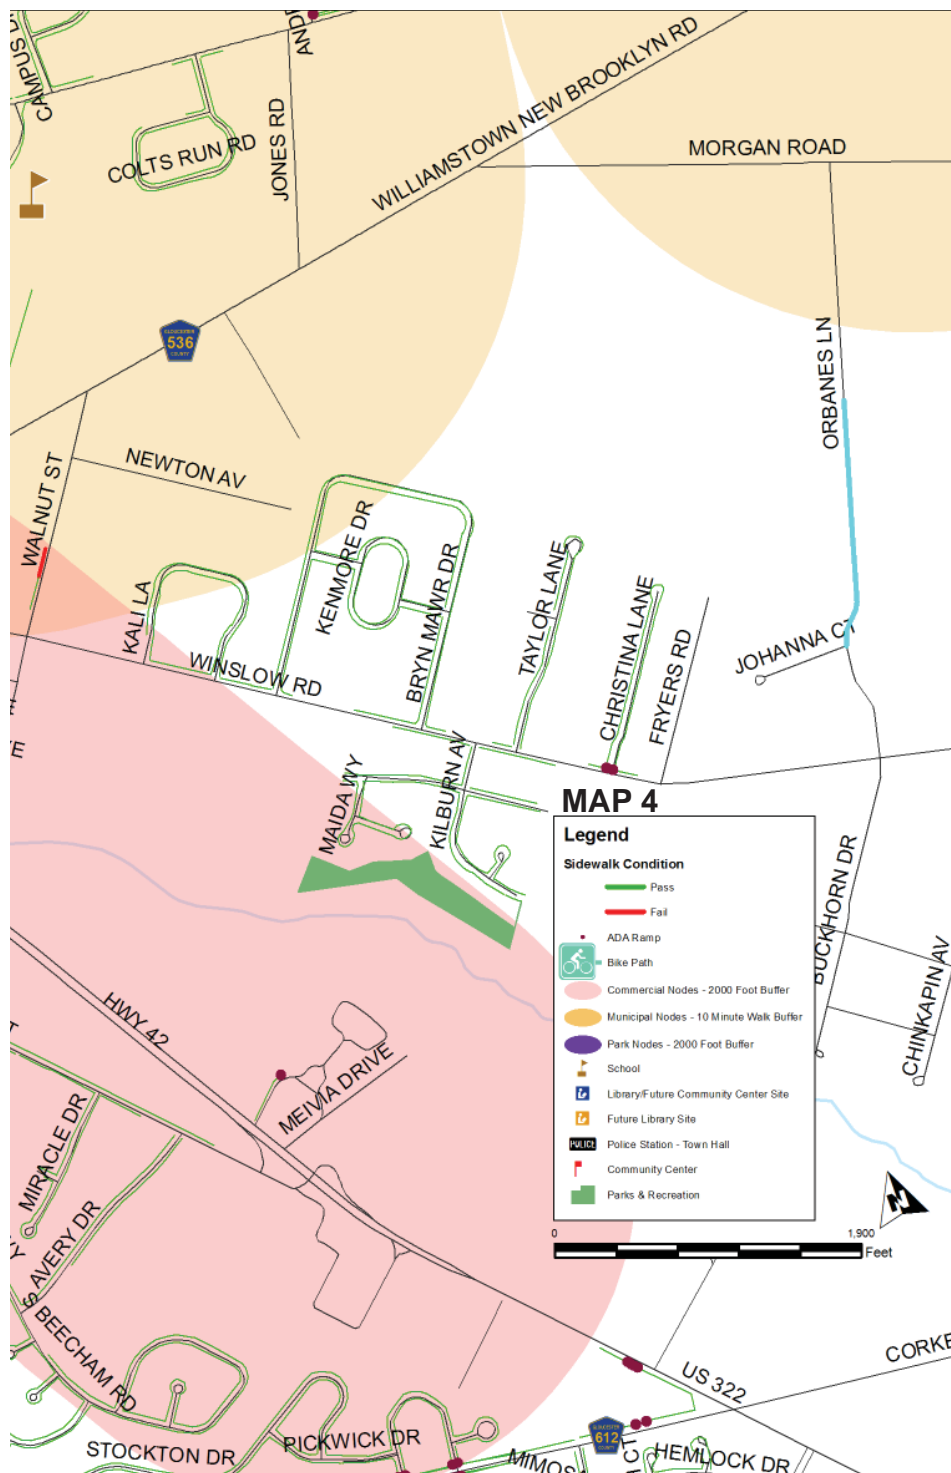 CAMPUS D
ANDR
WILLIAMSTOWN NEW BROOKLYN RD
COLTS RUN RD
JONES RD
MORGAN ROAD
GLOUCESTER
536
COUNTY
ORBANES LN
WALNUT ST
NEWTON AV
KENMORE DR
BRYN MAWR DR
KALI LA
WINSLOW RD
TAYLOR LANE
CHRISTINA LANE
FRYERS RD
JOHANNA CT
MAIDA WY
KILBURN AV
MAP 4
Legend
Sidewalk Condition
Pass
Fail
ADA Ramp
Bike Path
Commercial Nodes - 2000 Foot Buffer
Municipal Nodes - 10 Minute Walk Buffer
Park Nodes - 2000 Foot Buffer
School
Library/Future Community Center Site
Future Library Site
POLICE
Police Station - Town Hall
Community Center
Parks & Recreation
BUCKHORN DR
CHINKAPIN AV
N
0
1,900
Feet
HWY 42
MEIVIA DRIVE
MIRACLE DR
S AVERY DR
BEECHAM RD
STOCKTON DR
PICKWICK DR
US 322
CORKE
GLOUCESTER
612
COUNTY
MIMOS
CT
HEMLOCK DR